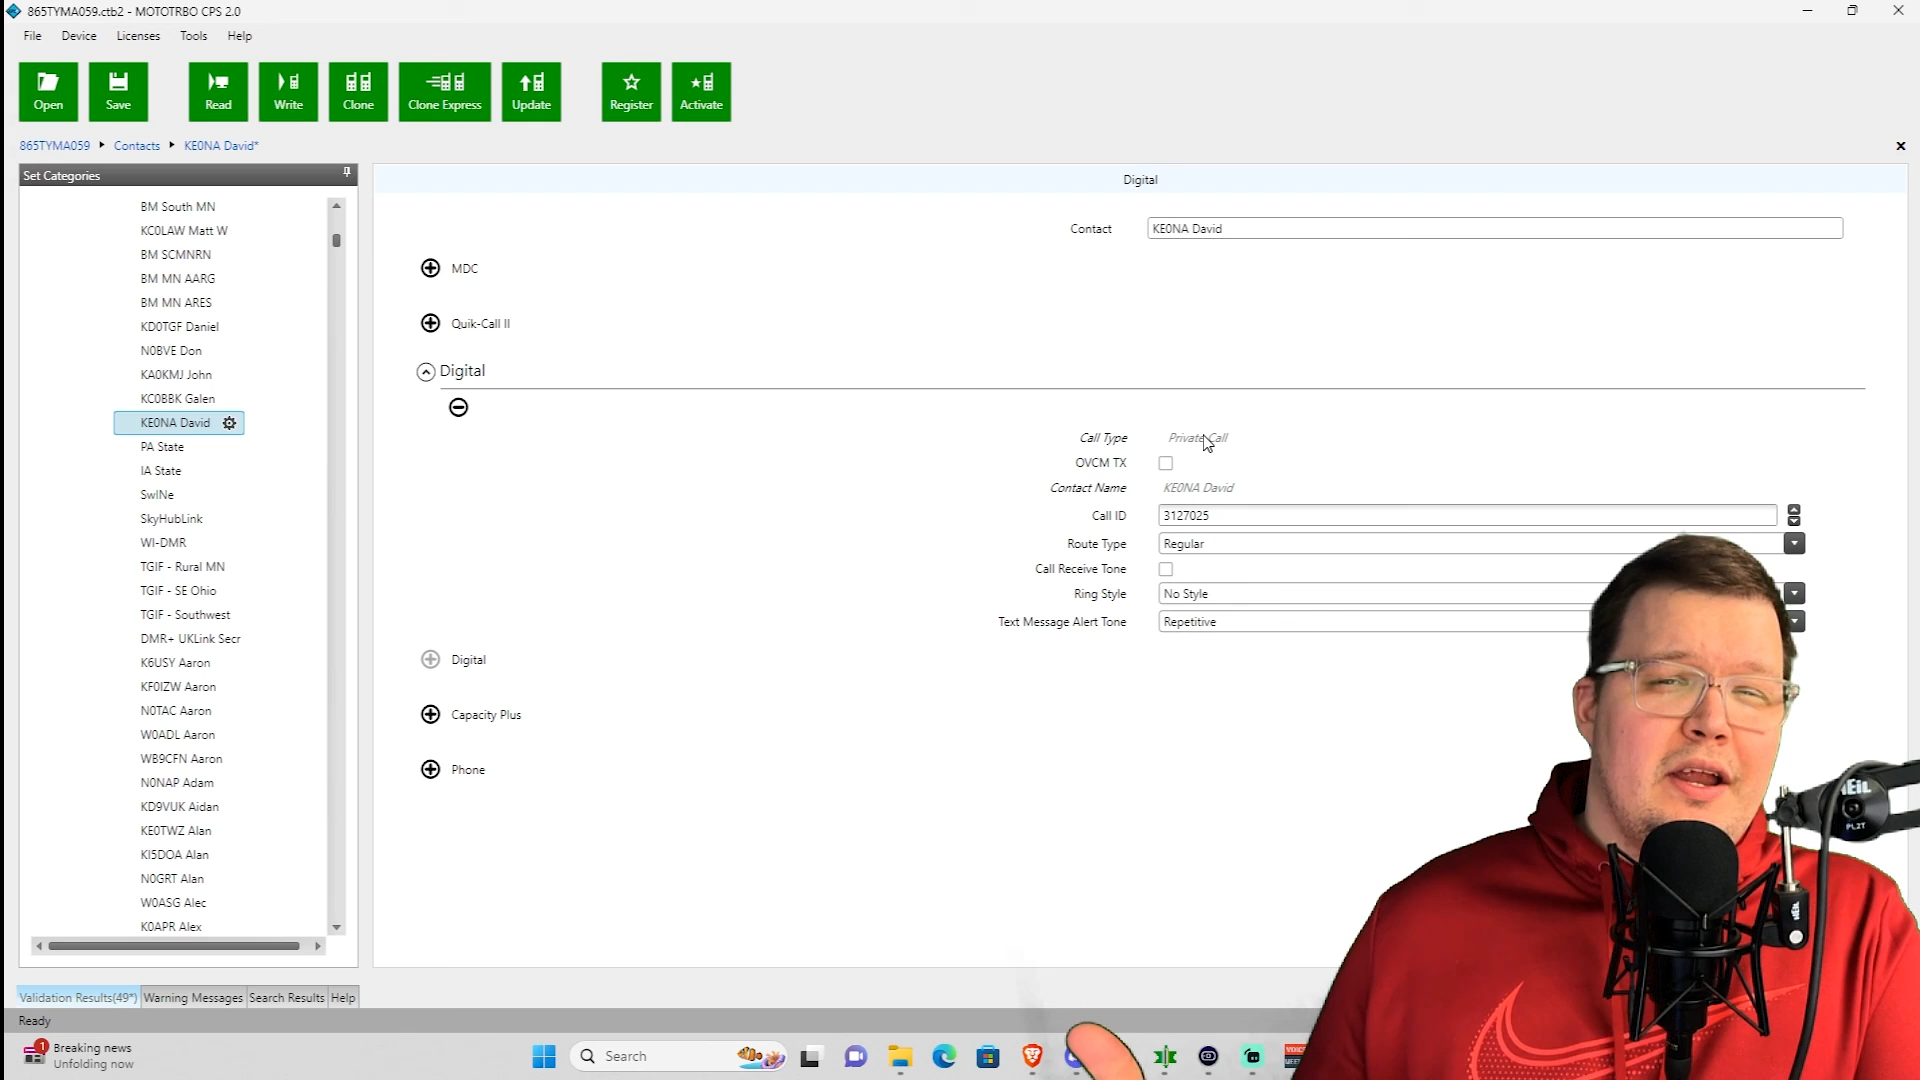 865TYMA059.ctb2 - MOTOTRBO CPS 2.0
File Device Licenses Tools Help
Open Save Read Write Clone Clone Express Update Register Activate
865TYMA059 Contacts KE0NA David*
Set Categories
BM South MN
KC0LAW Matt W
BM SCMNRN
BM MN AARG
BM MN ARES
KD0TGF Daniel
N0BVE Don
KA0KMJ John
KC0BBK Galen
KE0NA David
PA State
IA State
SwINe
SkyHubLink
WI-DMR
TGIF - Rural MN
TGIF - SE Ohio
TGIF - Southwest
DMR+ UKLink Secr
K6USY Aaron
KF0IZW Aaron
N0TAC Aaron
W0ADL Aaron
WB9CFN Aaron
N0NAP Adam
KD9VUK Aidan
KE0TWZ Alan
KI5DOA Alan
N0GRT Alan
W0ASG Alec
K0APR Alex
Digital
Contact KE0NA David
MDC
Quik-Call II
Digital
Call Type Private Call
OVCM TX
Contact Name KE0NA David
Call ID 3127025
Route Type Regular
Call Receive Tone
Ring Style No Style
Text Message Alert Tone Repetitive
Digital
Capacity Plus
Phone
HEiL
PL2T
HEiL
Validation Results(49*) Warning Messages Search Results Help
Ready
1
Breaking news
Unfolding now
Search
VOICE
MEET